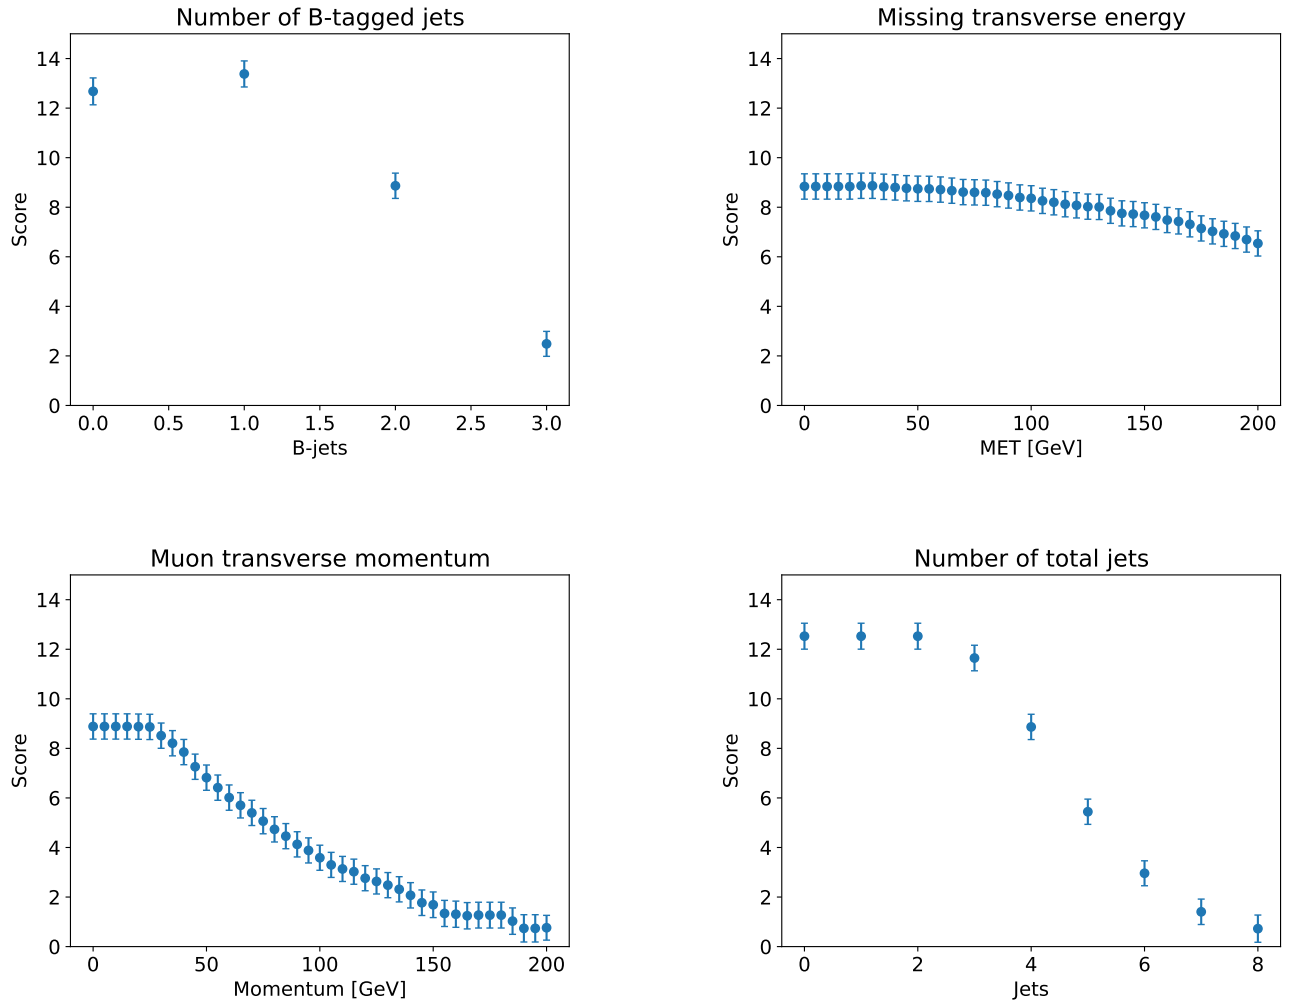 Number of B-tagged jets
Score
14
12
10
8
6
4
2
0
0.0 0.5 1.0 1.5 2.0 2.5 3.0
B-jets
Missing transverse energy
Score
14
12
10
8
6
4
2
0
0 50 100 150 200
MET [GeV]
Muon transverse momentum
Score
14
12
10
8
6
4
2
0
0 50 100 150 200
Momentum [GeV]
Number of total jets
Score
14
12
10
8
6
4
2
0
0 2 4 6 8
Jets